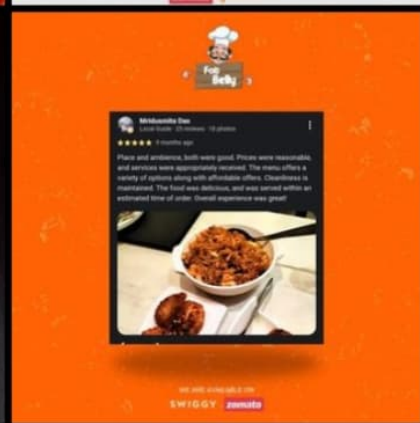 Fat
Belly
Mridusmita Das
Local Guide · 25 reviews · 18 photos
9 months ago
Place and ambience, both were good. Prices were reasonable,
and services were appropriately received. The menu offers a
variety of options along with affordable offers. Cleanliness is
maintained. The food was delicious, and was served within an
estimated time of order. Overall experience was great!
WE ARE AVAILABLE ON
SWIGGY zomato